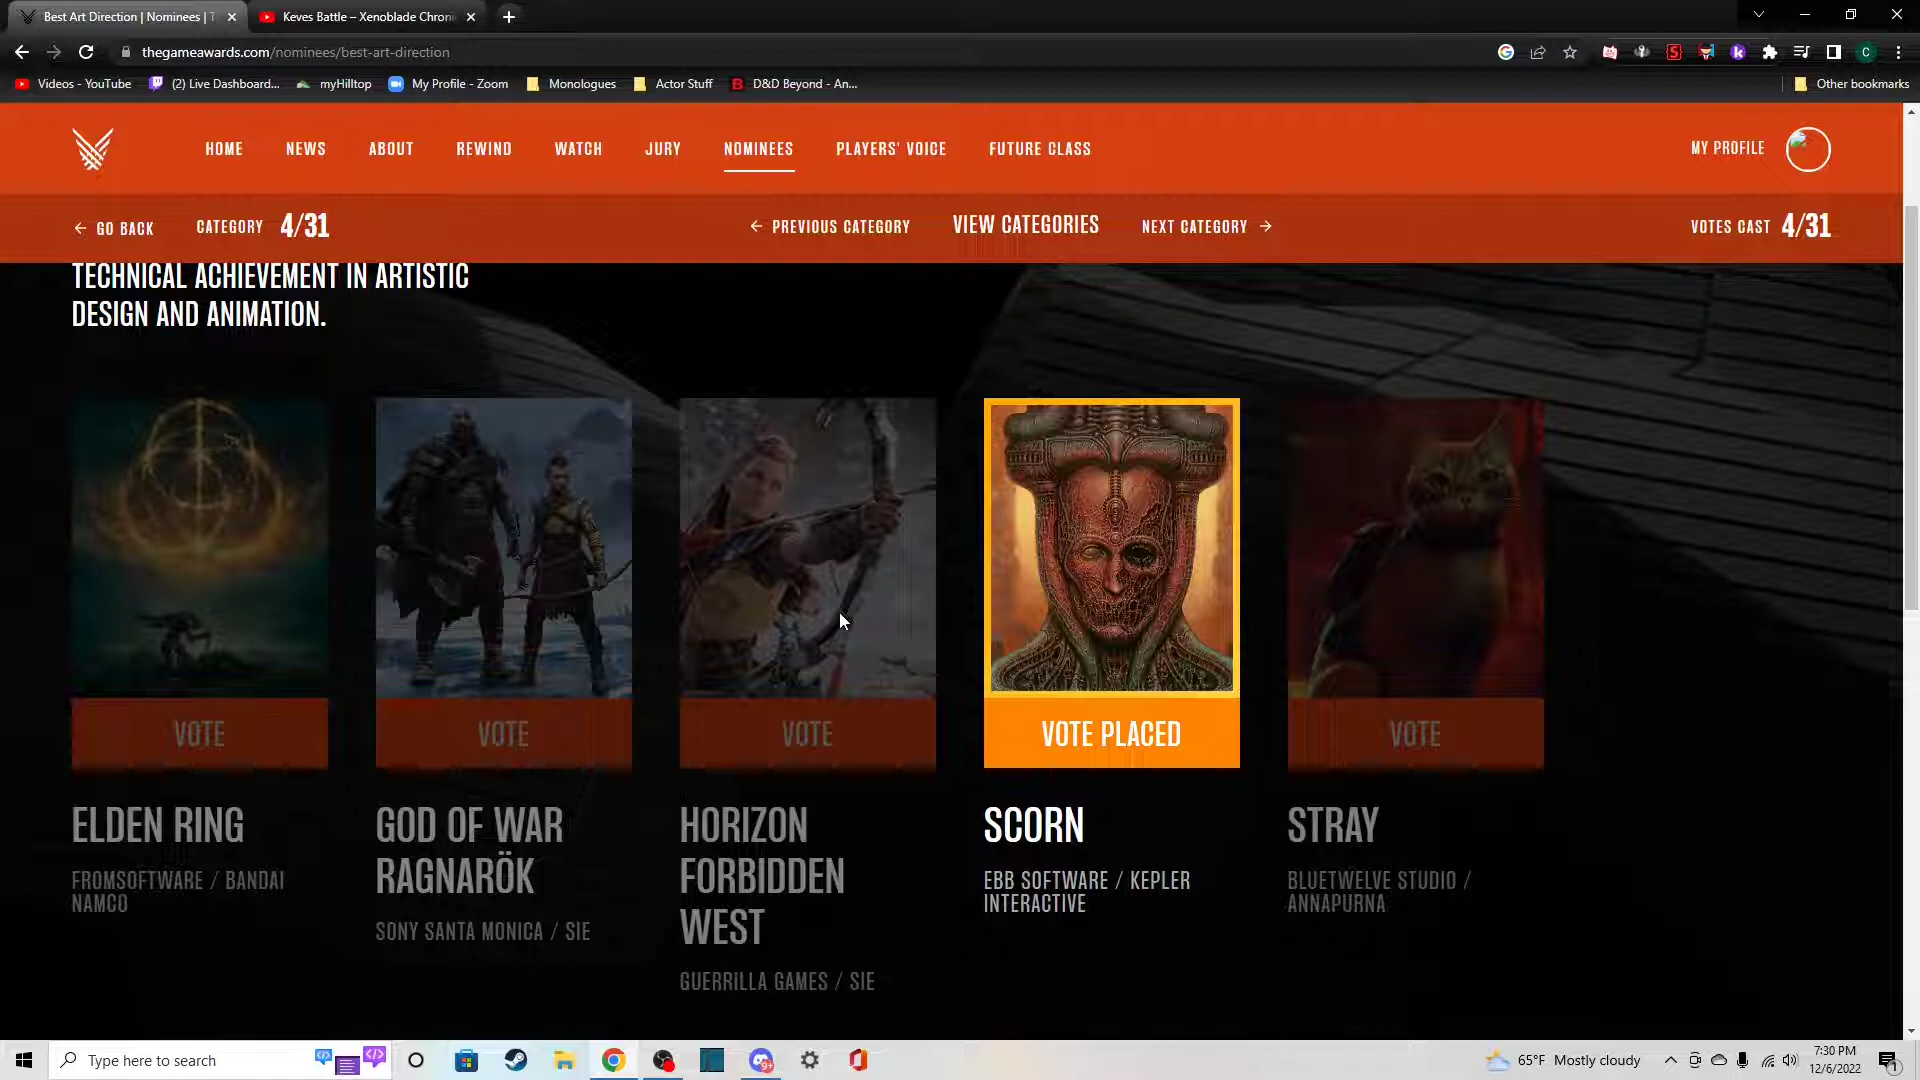 Best Art Direction | Nominees | T
Keves Battle – Xenoblade Chroni
thegameawards.com/nominees/best-art-direction
Videos - YouTube
(2) Live Dashboard...
myHilltop
My Profile - Zoom
Monologues
Actor Stuff
D&D Beyond - An...
Other bookmarks
HOME NEWS ABOUT REWIND WATCH JURY NOMINEES PLAYERS' VOICE FUTURE CLASS MY PROFILE
GO BACK CATEGORY 4/31 PREVIOUS CATEGORY VIEW CATEGORIES NEXT CATEGORY VOTES CAST 4/31
TECHNICAL ACHIEVEMENT IN ARTISTIC
DESIGN AND ANIMATION.
VOTE
ELDEN RING
FROMSOFTWARE / BANDAI
NAMCO
VOTE
GOD OF WAR
RAGNARÖK
SONY SANTA MONICA / SIE
VOTE
HORIZON
FORBIDDEN
WEST
GUERRILLA GAMES / SIE
VOTE PLACED
SCORN
EBB SOFTWARE / KEPLER
INTERACTIVE
VOTE
STRAY
BLUETWELVE STUDIO /
ANNAPURNA
Type here to search
9+
65°F Mostly cloudy
7:30 PM
12/6/2022
1